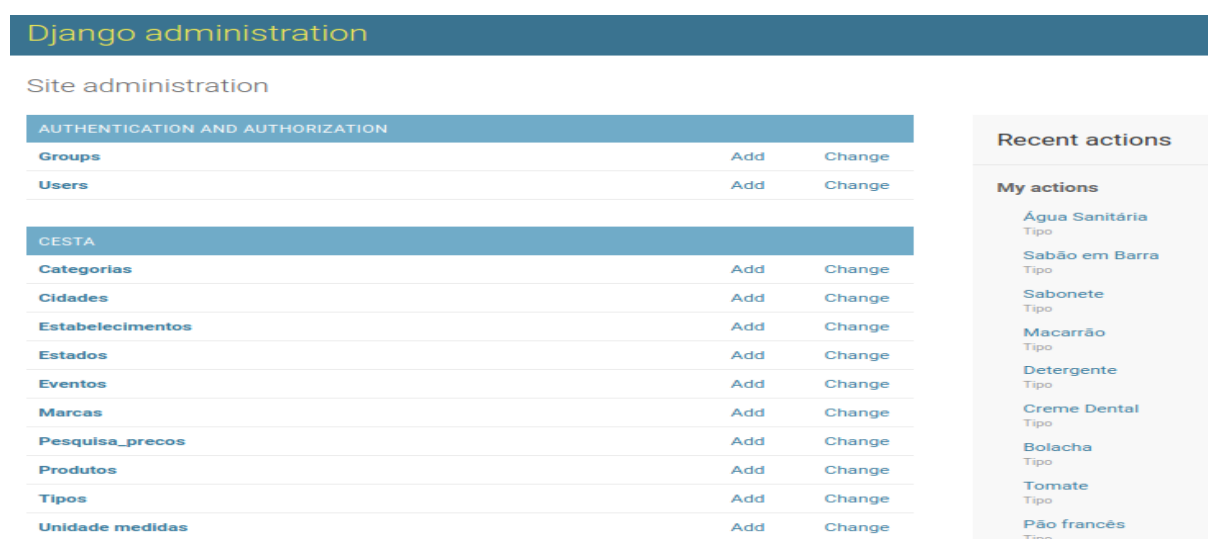 Django administration
Site administration
AUTHENTICATION AND AUTHORIZATION
Groups Add Change
Users Add Change
CESTA
Categorias Add Change
Cidades Add Change
Estabelecimentos Add Change
Estados Add Change
Eventos Add Change
Marcas Add Change
Pesquisa_precos Add Change
Produtos Add Change
Tipos Add Change
Unidade medidas Add Change
Recent actions
My actions
Água Sanitária
Tipo
Sabão em Barra
Tipo
Sabonete
Tipo
Macarrão
Tipo
Detergente
Tipo
Creme Dental
Tipo
Bolacha
Tipo
Tomate
Tipo
Pão francês
Tipo